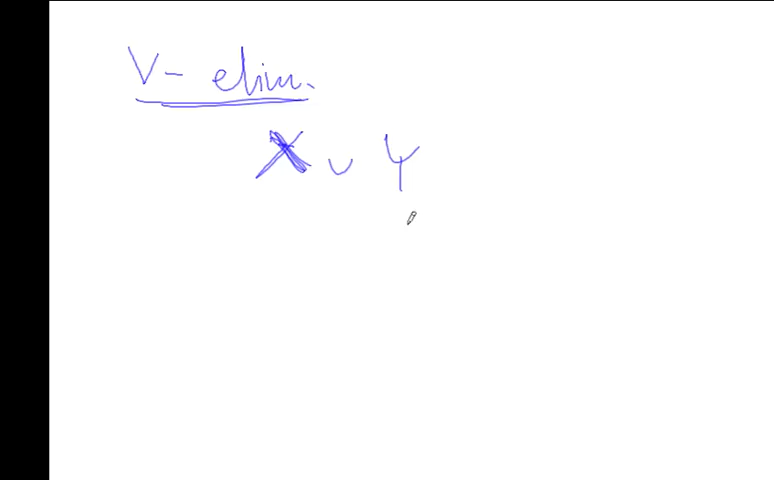 V- elim.
X ∨ Y